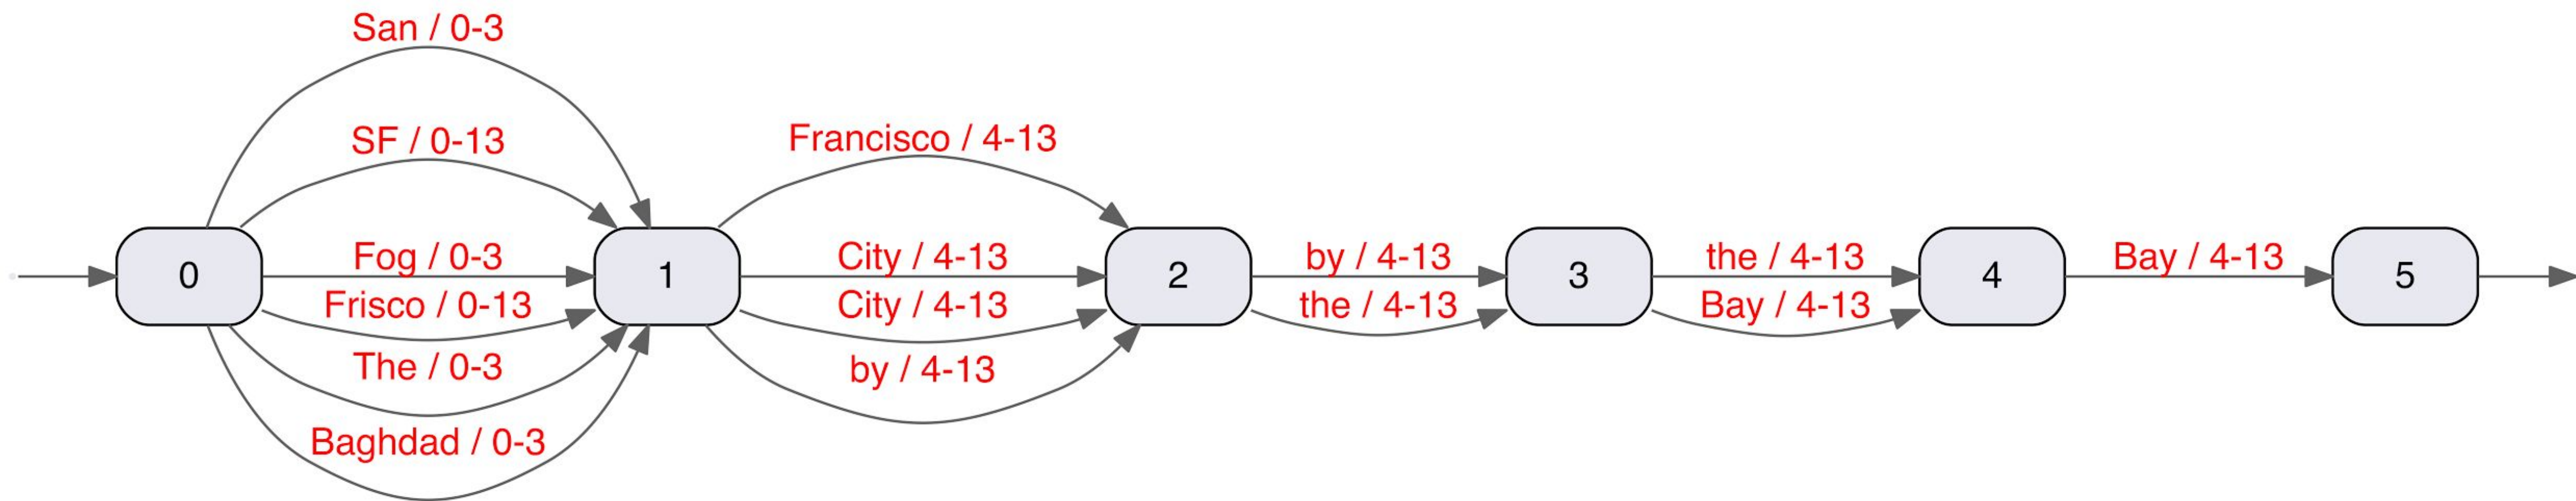 San / 0-3
SF / 0-13
Francisco / 4-13
0
Fog / 0-3
1
City / 4-13
2
by / 4-13
3
the / 4-13
4
Bay / 4-13
5
Frisco / 0-13
City / 4-13
the / 4-13
Bay / 4-13
The / 0-3
by / 4-13
Baghdad / 0-3